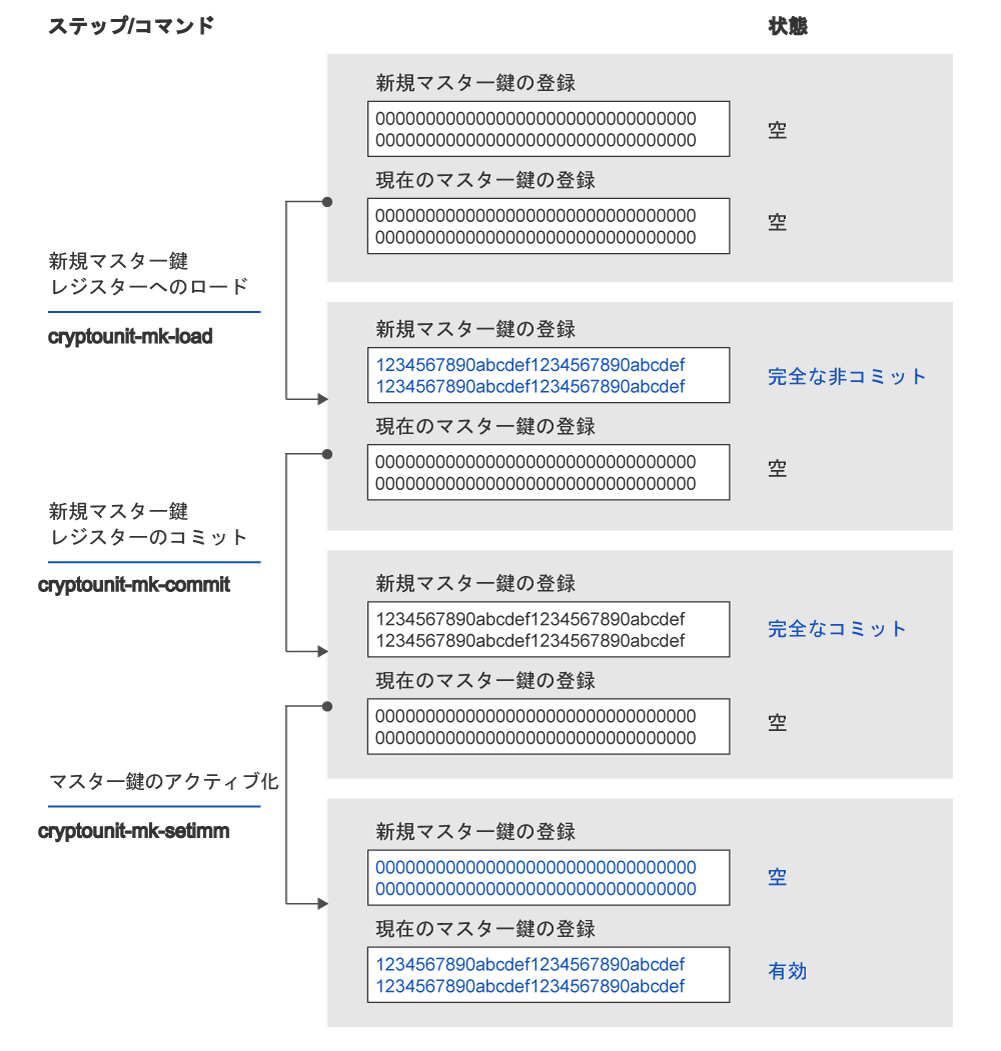 ステップ/コマンド
状態
新規マスター鍵の登録
00000000000000000000000000000000
00000000000000000000000000000000
空
現在のマスター鍵の登録
00000000000000000000000000000000
00000000000000000000000000000000
空
新規マスター鍵
レジスターへのロード
cryptounit-mk-load
新規マスター鍵の登録
1234567890abcdef1234567890abcdef
1234567890abcdef1234567890abcdef
完全な非コミット
現在のマスター鍵の登録
00000000000000000000000000000000
00000000000000000000000000000000
空
新規マスター鍵
レジスターのコミット
cryptounit-mk-commit
新規マスター鍵の登録
1234567890abcdef1234567890abcdef
1234567890abcdef1234567890abcdef
完全なコミット
現在のマスター鍵の登録
00000000000000000000000000000000
00000000000000000000000000000000
空
マスター鍵のアクティブ化
cryptounit-mk-setimm
新規マスター鍵の登録
00000000000000000000000000000000
00000000000000000000000000000000
空
現在のマスター鍵の登録
1234567890abcdef1234567890abcdef
1234567890abcdef1234567890abcdef
有効